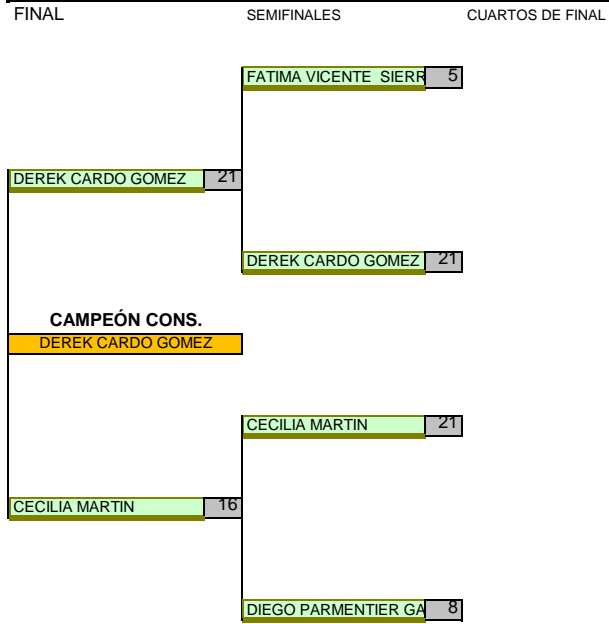 FINAL SEMIFINALES CUARTOS DE FINAL
FATIMA VICENTE SIERR 5
DEREK CARDO GOMEZ 21
DEREK CARDO GOMEZ 21
CAMPEÓN CONS.
DEREK CARDO GOMEZ
CECILIA MARTIN 21
CECILIA MARTIN 16
DIEGO PARMENTIER GA 8